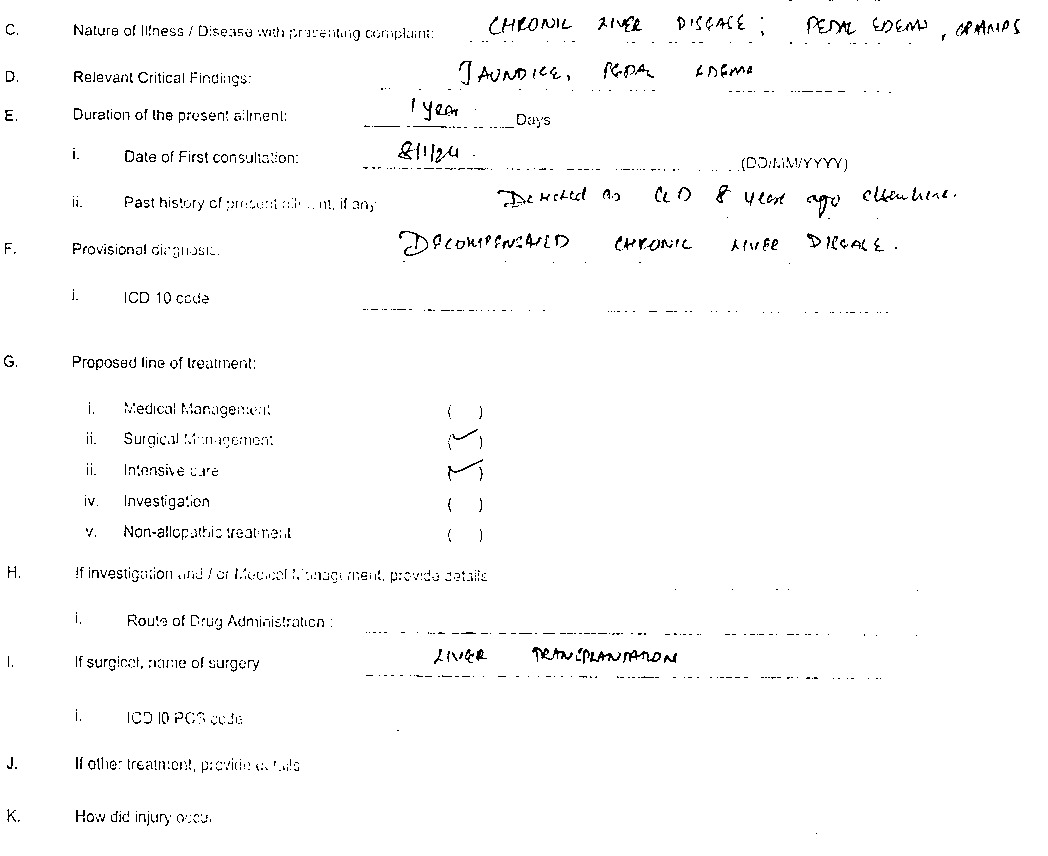 C. Nature of Illness / Disease with presenting complaint: CHRONIC LIVER DISEASE; PEDAL EDEMA, CRAMPS
D. Relevant Critical Findings: JAUNDICE, PEDAL EDEMA
E. Duration of the present ailment: 1 year Days
i. Date of First consultation: 8/1/24 (DD/MM/YYYY)
ii. Past history of present ailment, if any Detected as CLD 8 years ago elsewhere.
F. Provisional diagnosis: DECOMPENSATED CHRONIC LIVER DISEASE.
i. ICD 10 code
G. Proposed line of treatment:
i. Medical Management ( )
ii. Surgical Management (✓)
ii. Intensive care (✓)
iv. Investigation ( )
v. Non-allopathic treatment ( )
H. If investigation and / or Medical Management, provide details
i. Route of Drug Administration :
I. If surgical, name of surgery LIVER TRANSPLANTATION
i. ICD 10 PCS code
J. If other treatment, provide details
K. How did injury occur